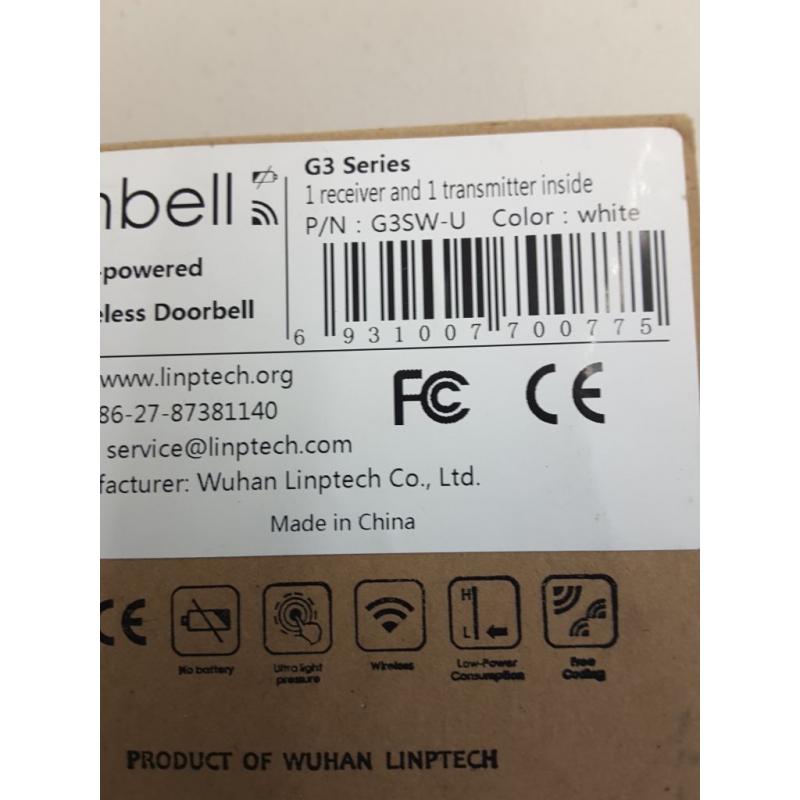 nbell
-powered
eless Doorbell
G3 Series
1 receiver and 1 transmitter inside
P/N : G3SW-U Color : white
6 931007 700775
www.linptech.org
86-27-87381140
service@linptech.com
facturer: Wuhan Linptech Co., Ltd.
Made in China
FC CE
CE
No battery
Ultra light pressure
Wireless
H
L
Low-Power Consumption
Free Coding
PRODUCT OF WUHAN LINPTECH